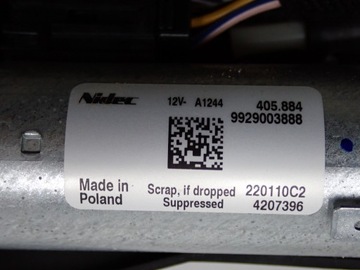 Nidec 12V- A1244 405.884
9929003888
Made in Scrap, if dropped 220110C2
Poland Suppressed 4207396